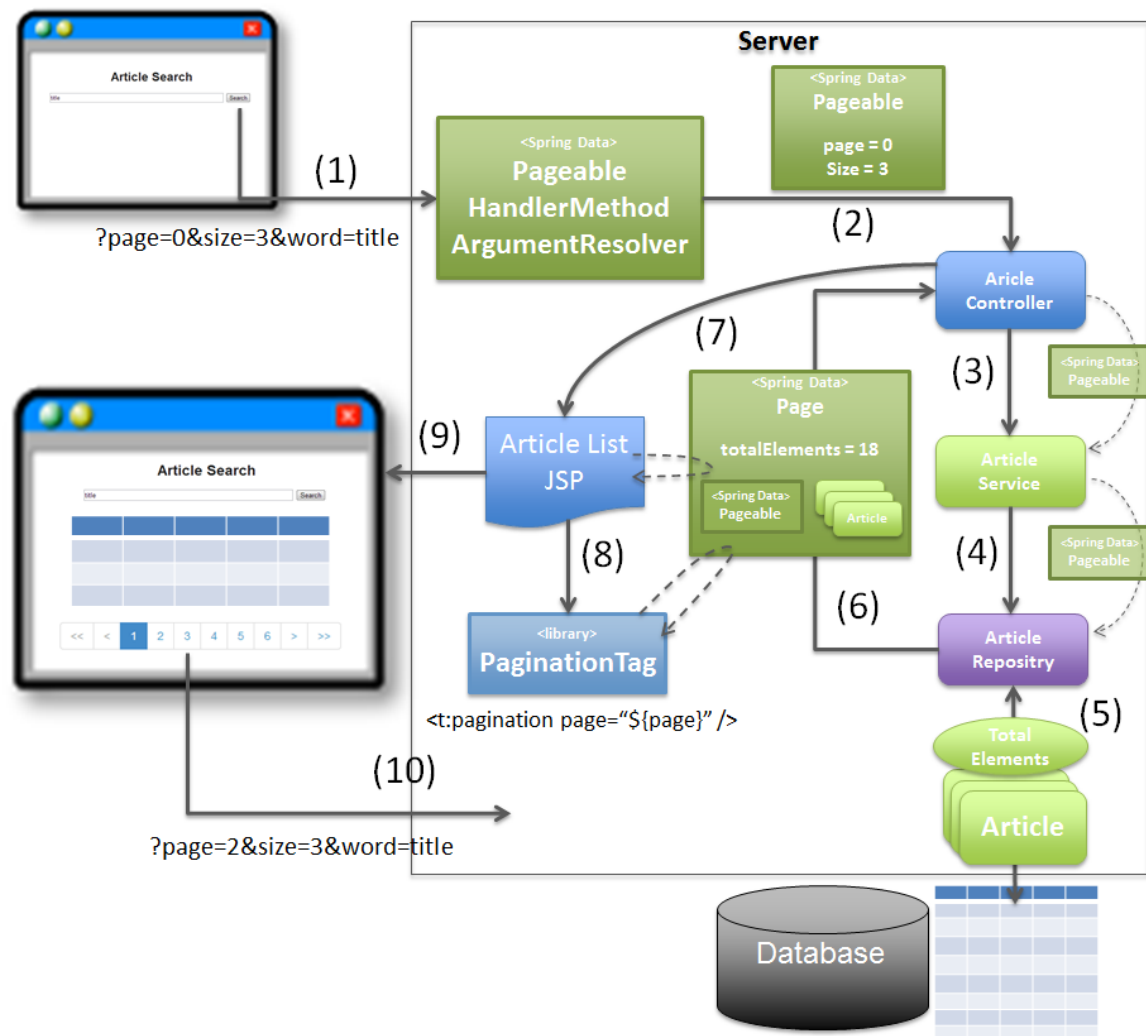 Server
Article Search
title
Search
(1)
?page=0&size=3&word=title
<Spring Data>
Pageable
HandlerMethod
ArgumentResolver
<Spring Data>
Pageable
page = 0
Size = 3
(2)
Aricle
Controller
(3)
<Spring Data>
Pageable
Article
Service
(4)
<Spring Data>
Pageable
Article
Repositry
(5)
Total
Elements
Article
Database
(6)
<Spring Data>
Page
totalElements = 18
<Spring Data>
Pageable
Article
(7)
Article List
JSP
(8)
<library>
PaginationTag
<t:pagination page=“${page}” />
(9)
Article Search
title
Search
<< < 1 2 3 4 5 6 > >>
(10)
?page=2&size=3&word=title